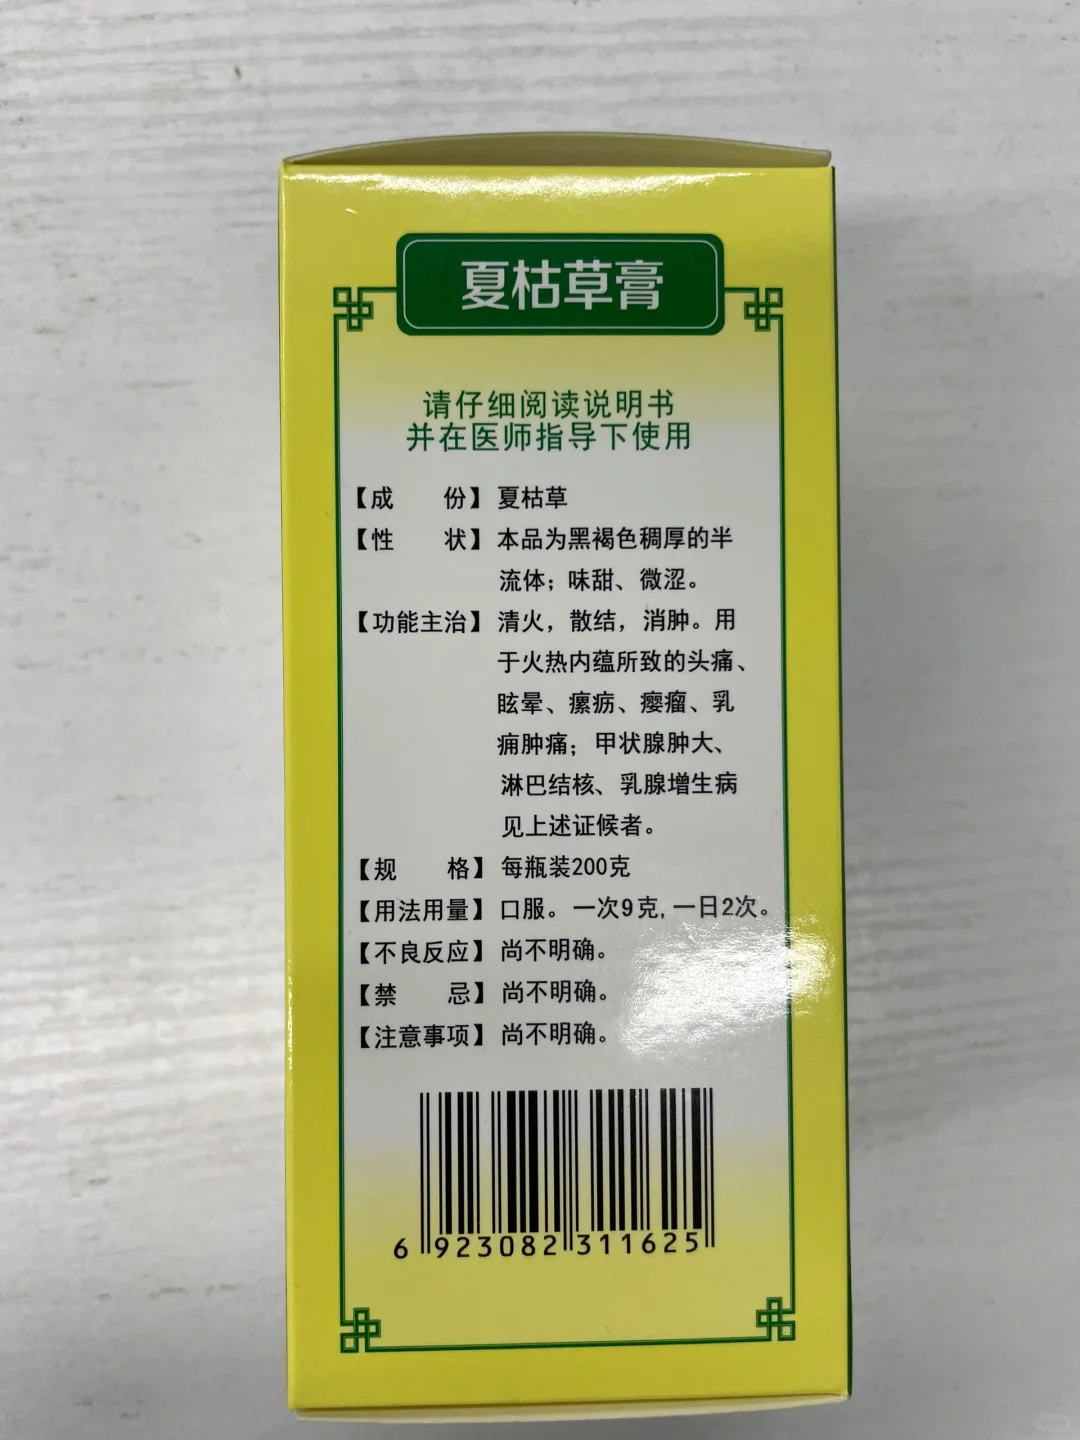 夏枯草膏
请仔细阅读说明书
并在医师指导下使用
【成　　份】夏枯草
【性　　状】本品为黑褐色稠厚的半
流体；味甜、微涩。
【功能主治】清火，散结，消肿。用
于火热内蕴所致的头痛、
眩晕、瘰疬、瘿瘤、乳
痈肿痛；甲状腺肿大、
淋巴结核、乳腺增生病
见上述证候者。
【规　　格】每瓶装200克
【用法用量】口服。一次9克,一日2次。
【不良反应】尚不明确。
【禁　　忌】尚不明确。
【注意事项】尚不明确。
6 923082 311625